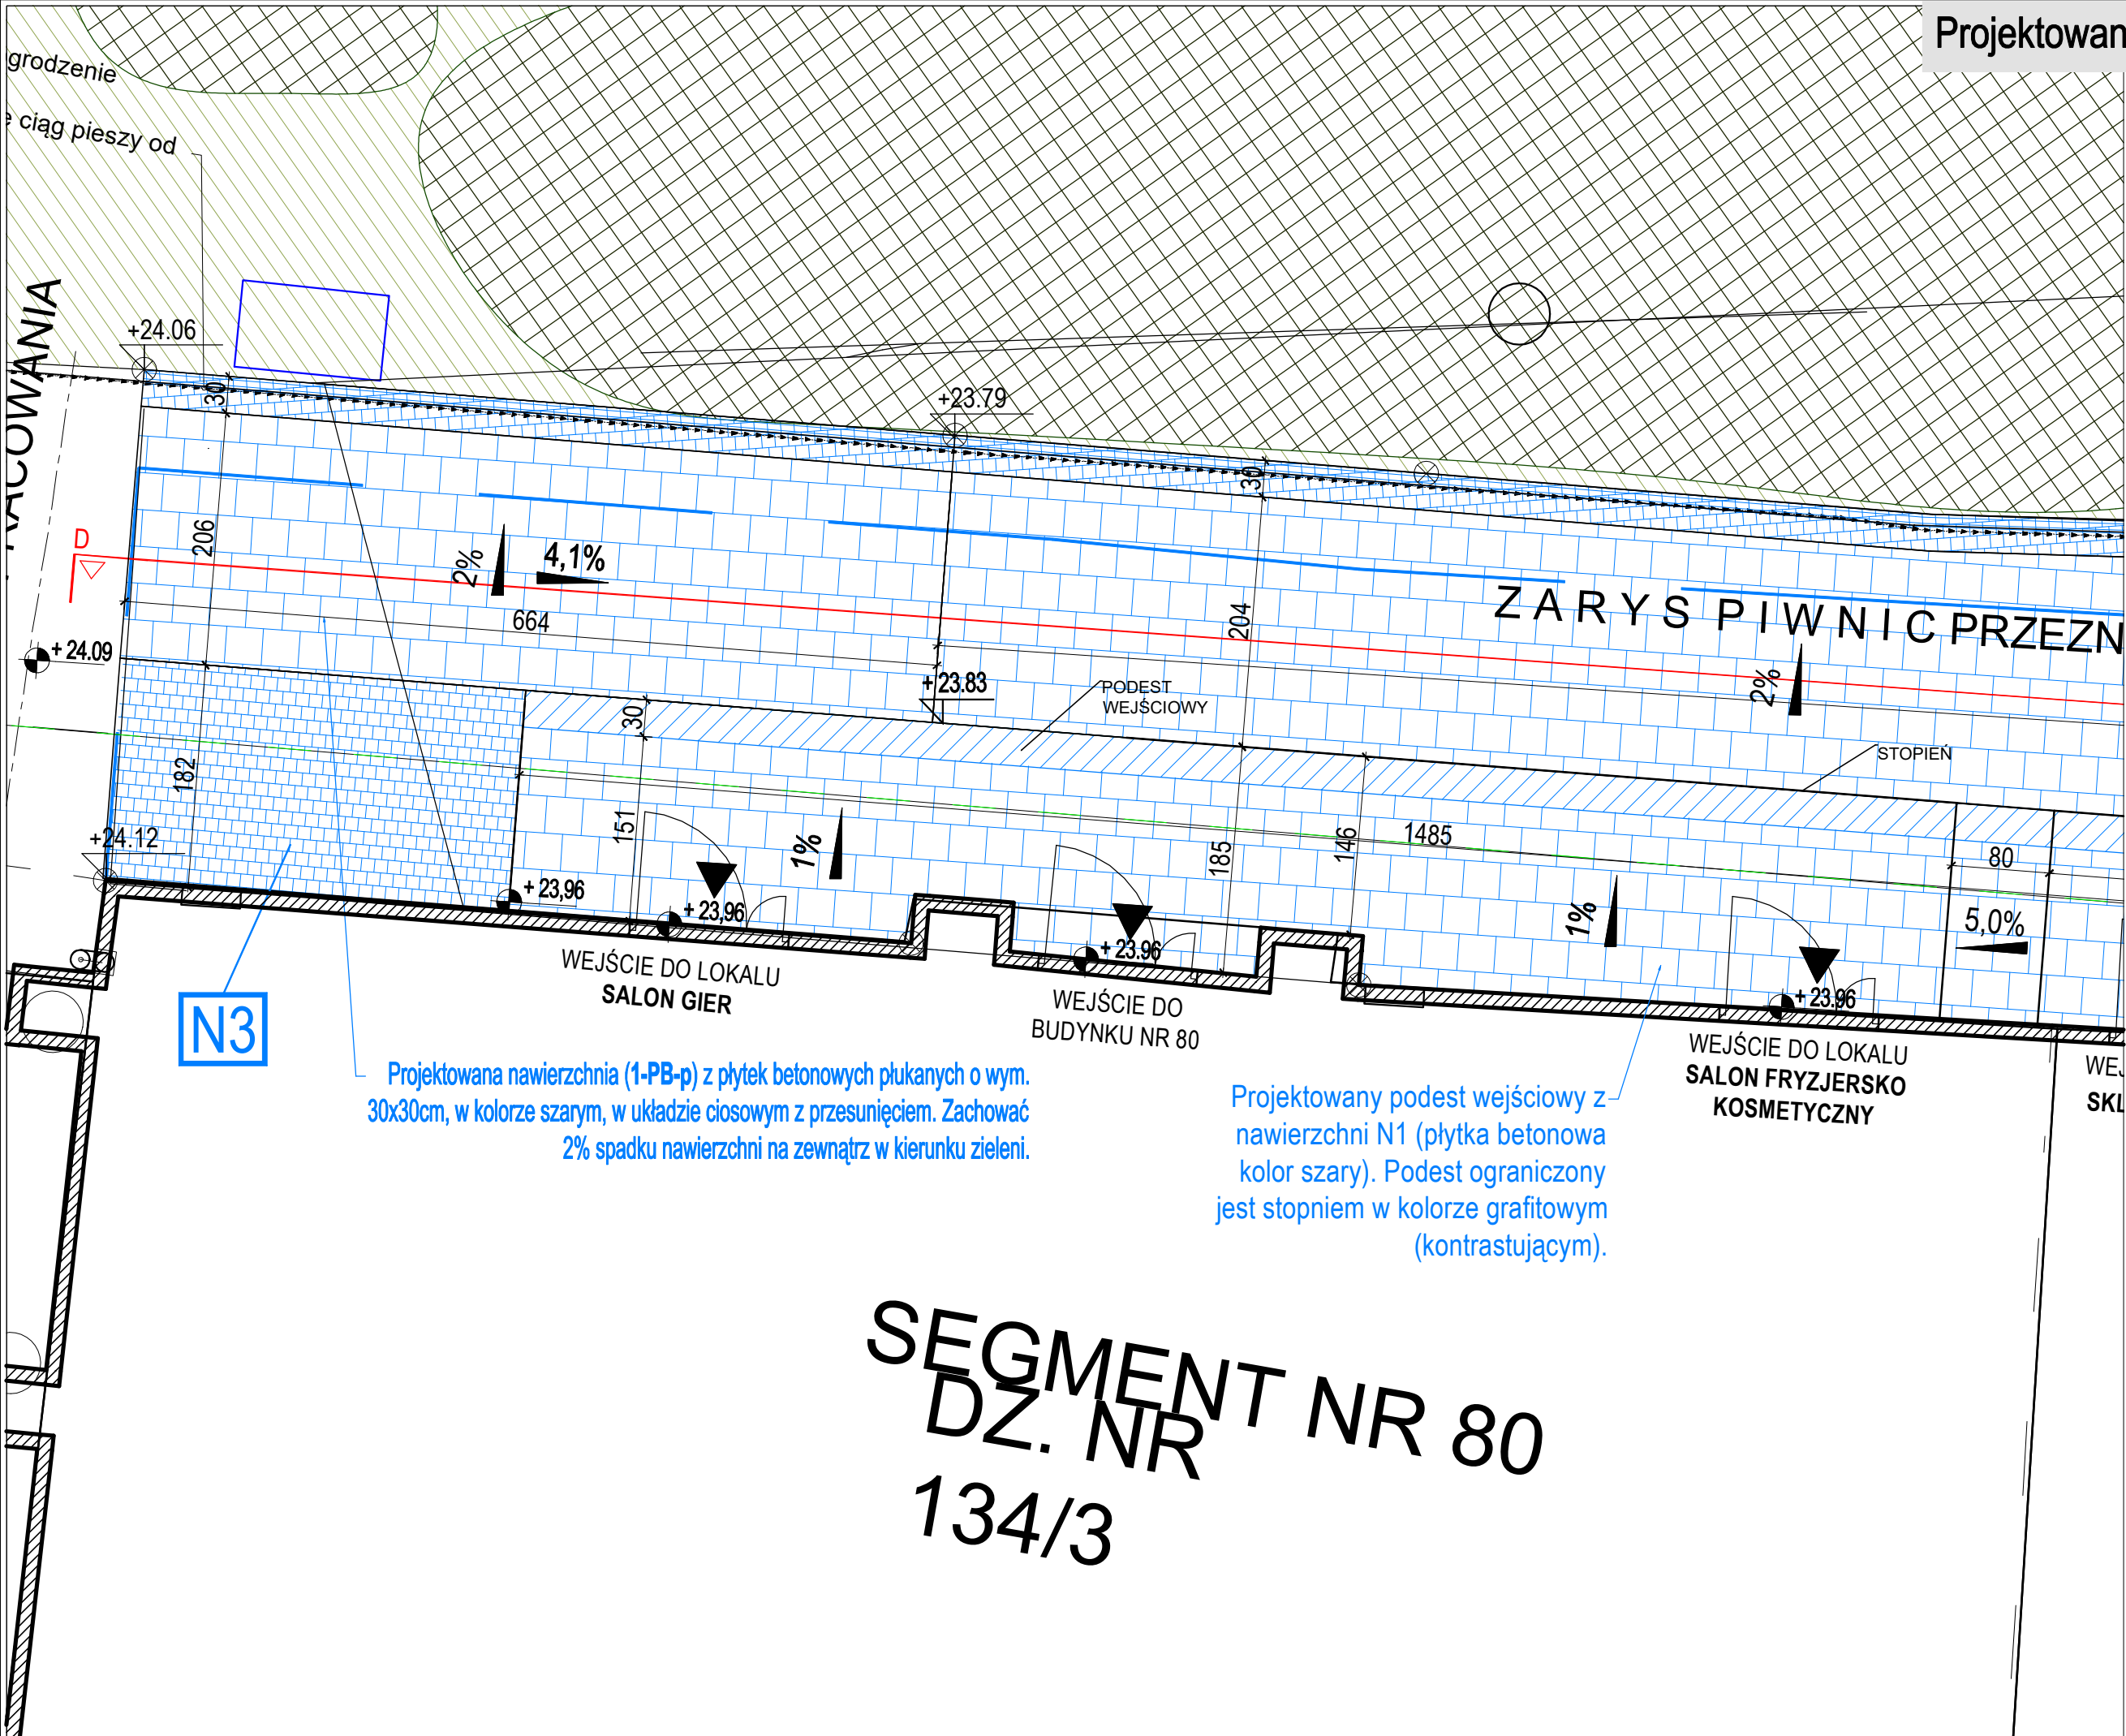 Projektowan
grodzenie
ciąg pieszy od
RACOWANIA
+24.06
30
+23.79
30
206
D
2%
4,1%
664
204
ZARYS PIWNIC PRZEZN
+ 24.09
+ 23.83
PODEST
WEJŚCIOWY
2%
30
STOPIEŃ
182
151
1%
+24.12
185
146
1485
80
+ 23,96
+ 23,96
+ 23.96
1%
5,0%
+ 23.96
WEJŚCIE DO LOKALU
SALON GIER
WEJŚCIE DO
BUDYNKU NR 80
WEJŚCIE DO LOKALU
SALON FRYZJERSKO
KOSMETYCZNY
WEJ
SKL
N3
Projektowana nawierzchnia (1-PB-p) z płytek betonowych płukanych o wym.
30x30cm, w kolorze szarym, w układzie ciosowym z przesunięciem. Zachować
2% spadku nawierzchni na zewnątrz w kierunku zieleni.
Projektowany podest wejściowy z
nawierzchni N1 (płytka betonowa
kolor szary). Podest ograniczony
jest stopniem w kolorze grafitowym
(kontrastującym).
SEGMENT NR 80
DZ. NR
134/3